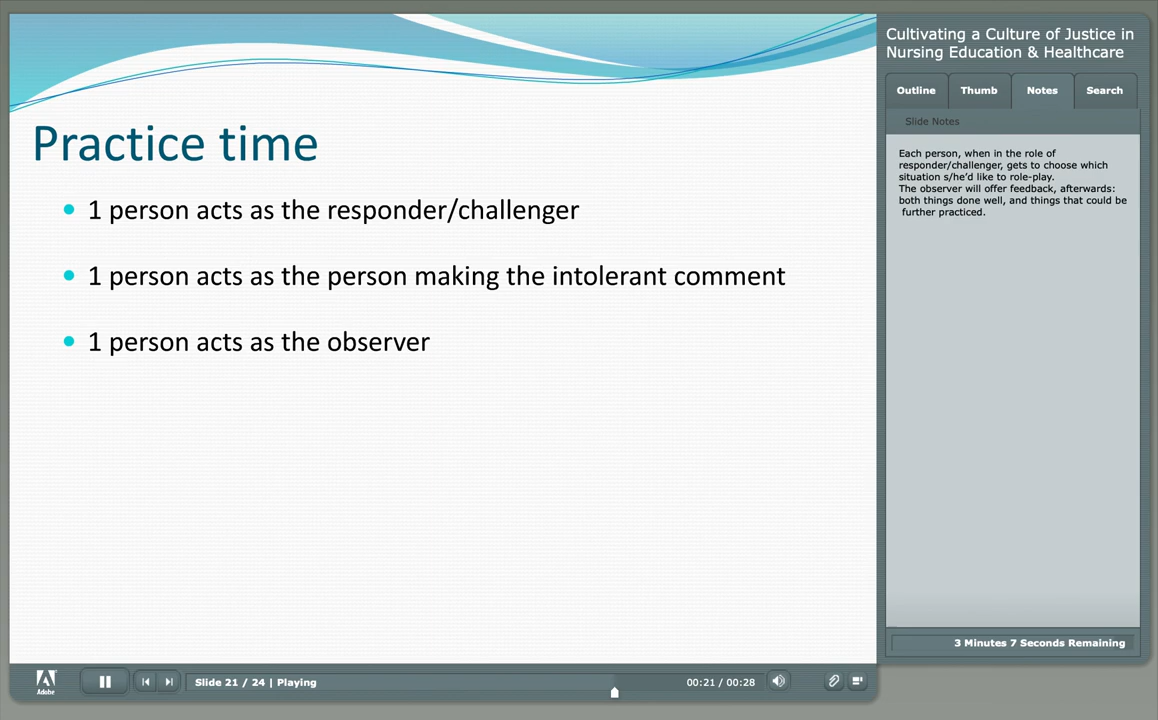 Cultivating a Culture of Justice in
Nursing Education & Healthcare
Outline
Thumb
Notes
Search
Slide Notes
Each person, when in the role of
responder/challenger, gets to choose which
situation s/he’d like to role-play.
The observer will offer feedback, afterwards:
both things done well, and things that could be
further practiced.
Practice time
• 1 person acts as the responder/challenger
• 1 person acts as the person making the intolerant comment
• 1 person acts as the observer
3 Minutes 7 Seconds Remaining
Adobe
Slide 21 / 24 | Playing
00:21 / 00:28